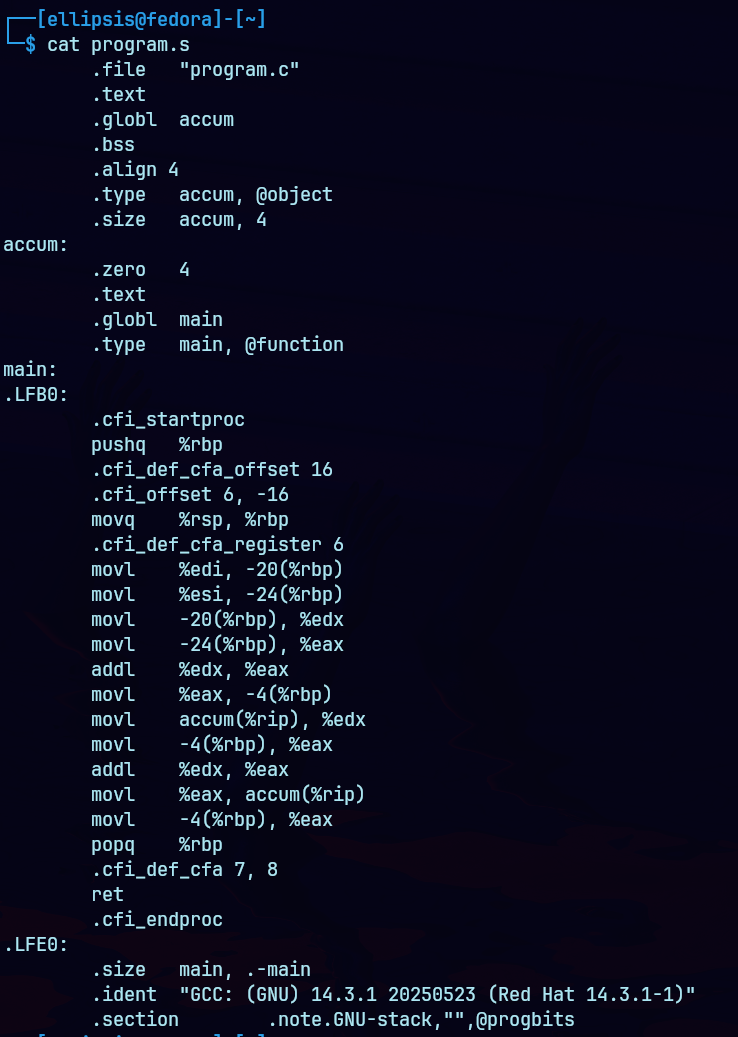 ┌──[ellipsis@fedora]-[~]
└─$ cat program.s
        .file   "program.c"
        .text
        .globl  accum
        .bss
        .align 4
        .type   accum, @object
        .size   accum, 4
accum:
        .zero   4
        .text
        .globl  main
        .type   main, @function
main:
.LFB0:
        .cfi_startproc
        pushq   %rbp
        .cfi_def_cfa_offset 16
        .cfi_offset 6, -16
        movq    %rsp, %rbp
        .cfi_def_cfa_register 6
        movl    %edi, -20(%rbp)
        movl    %esi, -24(%rbp)
        movl    -20(%rbp), %edx
        movl    -24(%rbp), %eax
        addl    %edx, %eax
        movl    %eax, -4(%rbp)
        movl    accum(%rip), %edx
        movl    -4(%rbp), %eax
        addl    %edx, %eax
        movl    %eax, accum(%rip)
        movl    -4(%rbp), %eax
        popq    %rbp
        .cfi_def_cfa 7, 8
        ret
        .cfi_endproc
.LFE0:
        .size   main, .-main
        .ident  "GCC: (GNU) 14.3.1 20250523 (Red Hat 14.3.1-1)"
        .section        .note.GNU-stack,"",@progbits